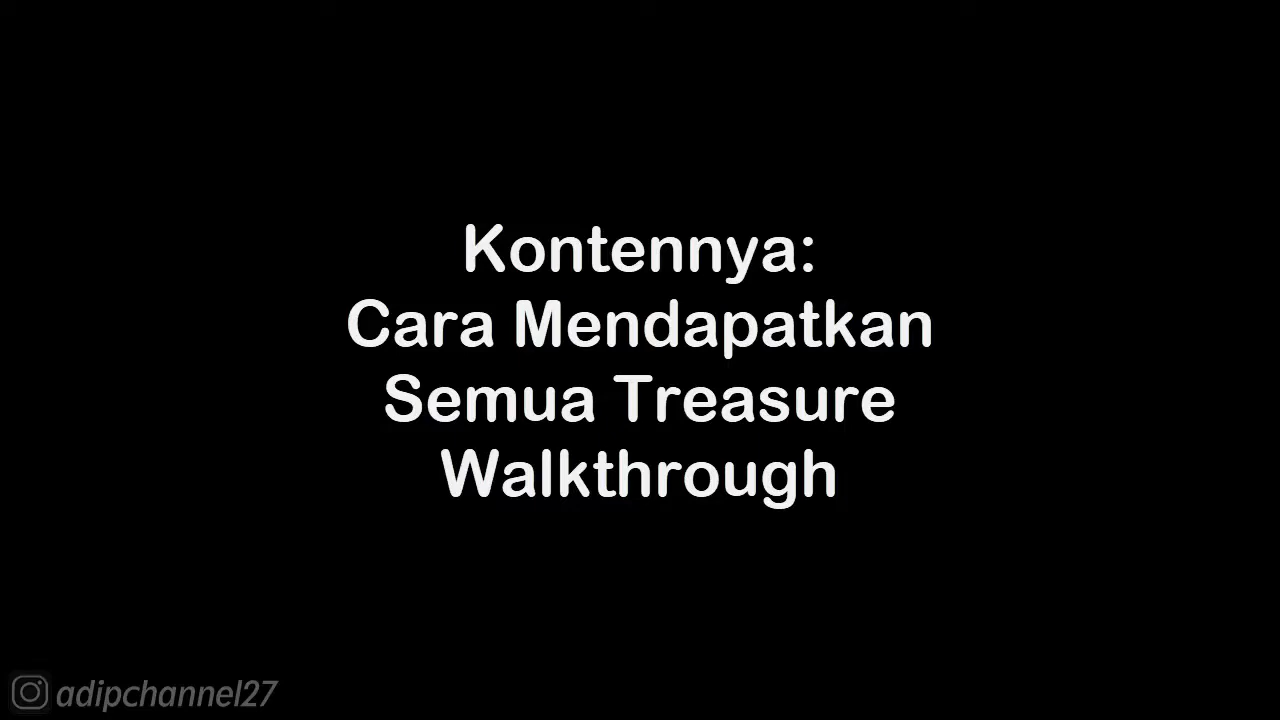 Kontennya:
Cara Mendapatkan
Semua Treasure
Walkthrough
adipchannel27